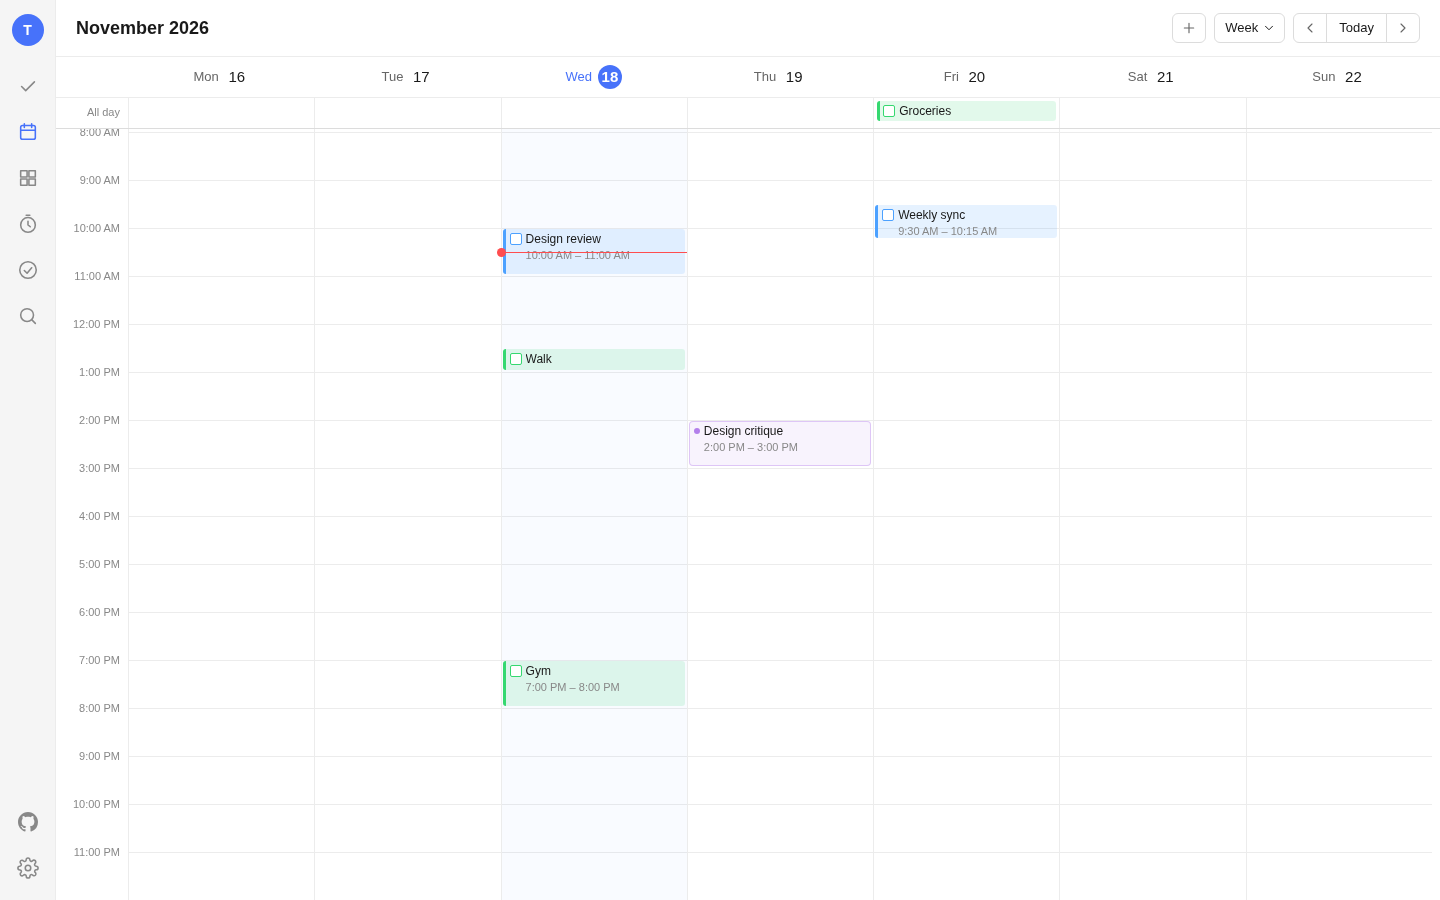 T
November 2026
Week
Today
Mon 16
Tue 17
Wed 18
Thu 19
Fri 20
Sat 21
Sun 22
All day
Groceries
8:00 AM
9:00 AM
Weekly sync
9:30 AM – 10:15 AM
10:00 AM
Design review
10:00 AM – 11:00 AM
11:00 AM
12:00 PM
Walk
1:00 PM
2:00 PM
Design critique
2:00 PM – 3:00 PM
3:00 PM
4:00 PM
5:00 PM
6:00 PM
7:00 PM
Gym
7:00 PM – 8:00 PM
8:00 PM
9:00 PM
10:00 PM
11:00 PM